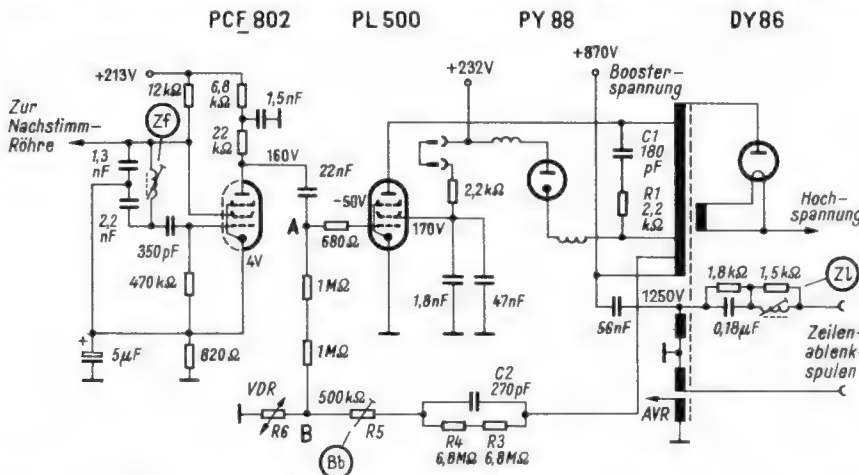 PCF 802 PL 500 PY 88 DY 86
+213V
+232V
+870V
Booster-
spannung
12 kΩ
6,8
kΩ
1,5nF
Zur
Nachstimm-
Röhre
Zf
22
kΩ
160V
1,3
nF
2,2
nF
22nF
C1
180
pF
R1
2,2
kΩ
-50V
2,2kΩ
170V
A
680Ω
350pF
4V
Hoch-
spannung
470kΩ
1MΩ
1,8nF
47nF
1250V
56nF
1,8kΩ
1,5kΩ
Zl
0,18μF
+
5μF
820Ω
1MΩ
Zeilen-
ablenk-
spulen
C2
270pF
VDR
R6
B
500kΩ
R5
Bb
R4
6,8MΩ
R3
6,8MΩ
AVR